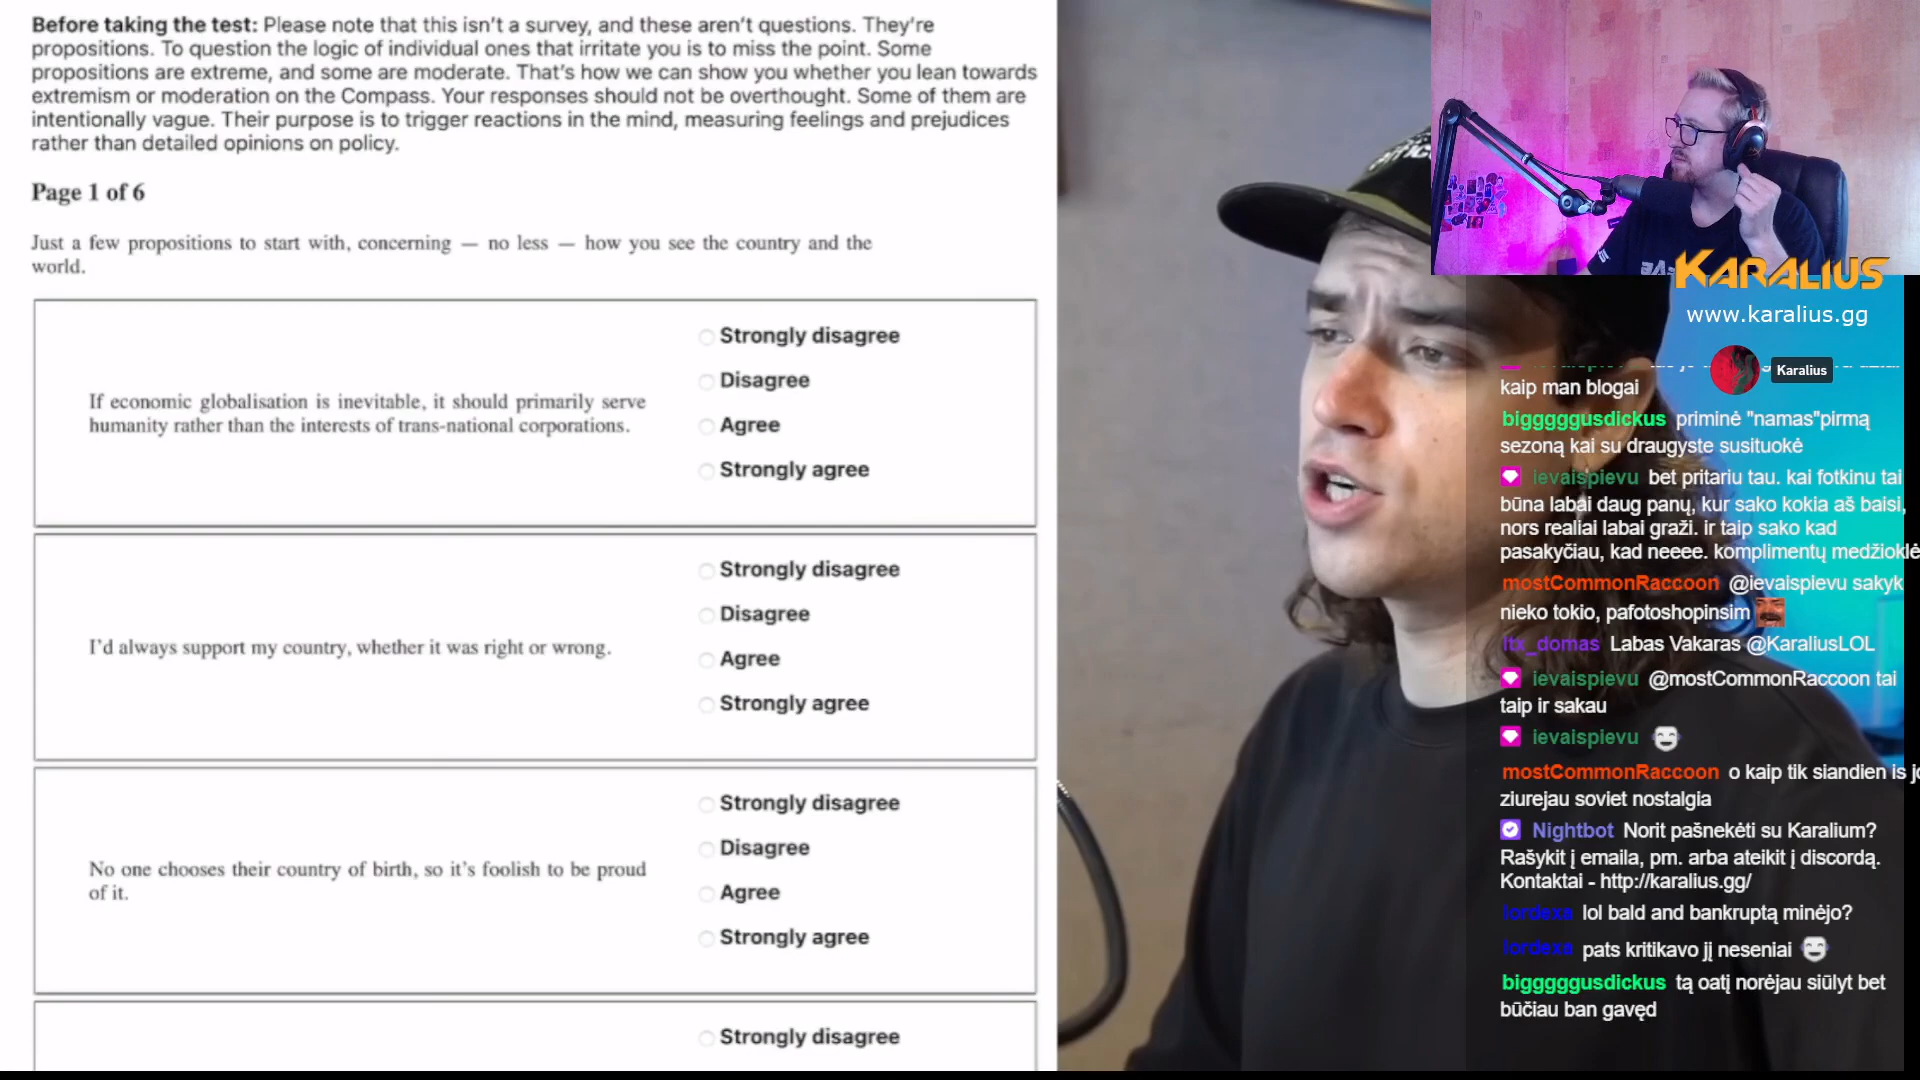 Before taking the test: Please note that this isn't a survey, and these aren't questions. They're
propositions. To question the logic of individual ones that irritate you is to miss the point. Some
propositions are extreme, and some are moderate. That's how we can show you whether you lean towards
extremism or moderation on the Compass. Your responses should not be overthought. Some of them are
intentionally vague. Their purpose is to trigger reactions in the mind, measuring feelings and prejudices
rather than detailed opinions on policy.
Page 1 of 6
Just a few propositions to start with, concerning — no less — how you see the country and the
world.
If economic globalisation is inevitable, it should primarily serve
humanity rather than the interests of trans-national corporations.
Strongly disagree
Disagree
Agree
Strongly agree
I'd always support my country, whether it was right or wrong.
Strongly disagree
Disagree
Agree
Strongly agree
No one chooses their country of birth, so it's foolish to be proud
of it.
Strongly disagree
Disagree
Agree
Strongly agree
Strongly disagree
KARALIUS
www.karalius.gg
Karalius
kaip man blogai
bigggggusdickus priminė "namas"pirmą
sezoną kai su draugyste susituokė
ievaispievu bet pritariu tau. kai fotkinu tai
būna labai daug panų, kur sako kokia aš baisi,
nors realiai labai graži. ir taip sako kad
pasakyčiau, kad neeee. komplimentų medžioklė
mostCommonRaccoon @ievaispievu sakyk
nieko tokio, pafotoshopinsim
ltx_domas Labas Vakaras @KaraliusLOL
ievaispievu @mostCommonRaccoon tai
taip ir sakau
ievaispievu
mostCommonRaccoon o kaip tik siandien is jo
ziurejau soviet nostalgia
Nightbot Norit pašnekėti su Karalium?
Rašykit į emaila, pm. arba ateikit į discordą.
Kontaktai - http://karalius.gg/
lordexa lol bald and bankruptą minėjo?
lordexa pats kritikavo jį neseniai
bigggggusdickus tą oatį norėjau siūlyt bet
būčiau ban gavęd